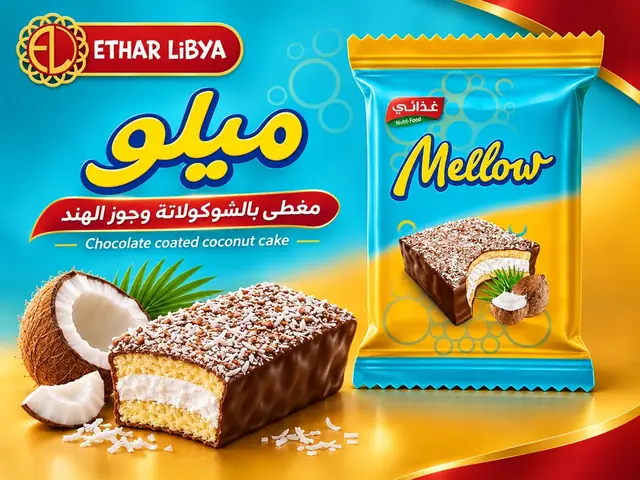 EL ETHAR LiBYA
ميلو
مغطى بالشوكولاتة وجوز الهند
Chocolate coated coconut cake
غذائي
Nutri Food
Mellow